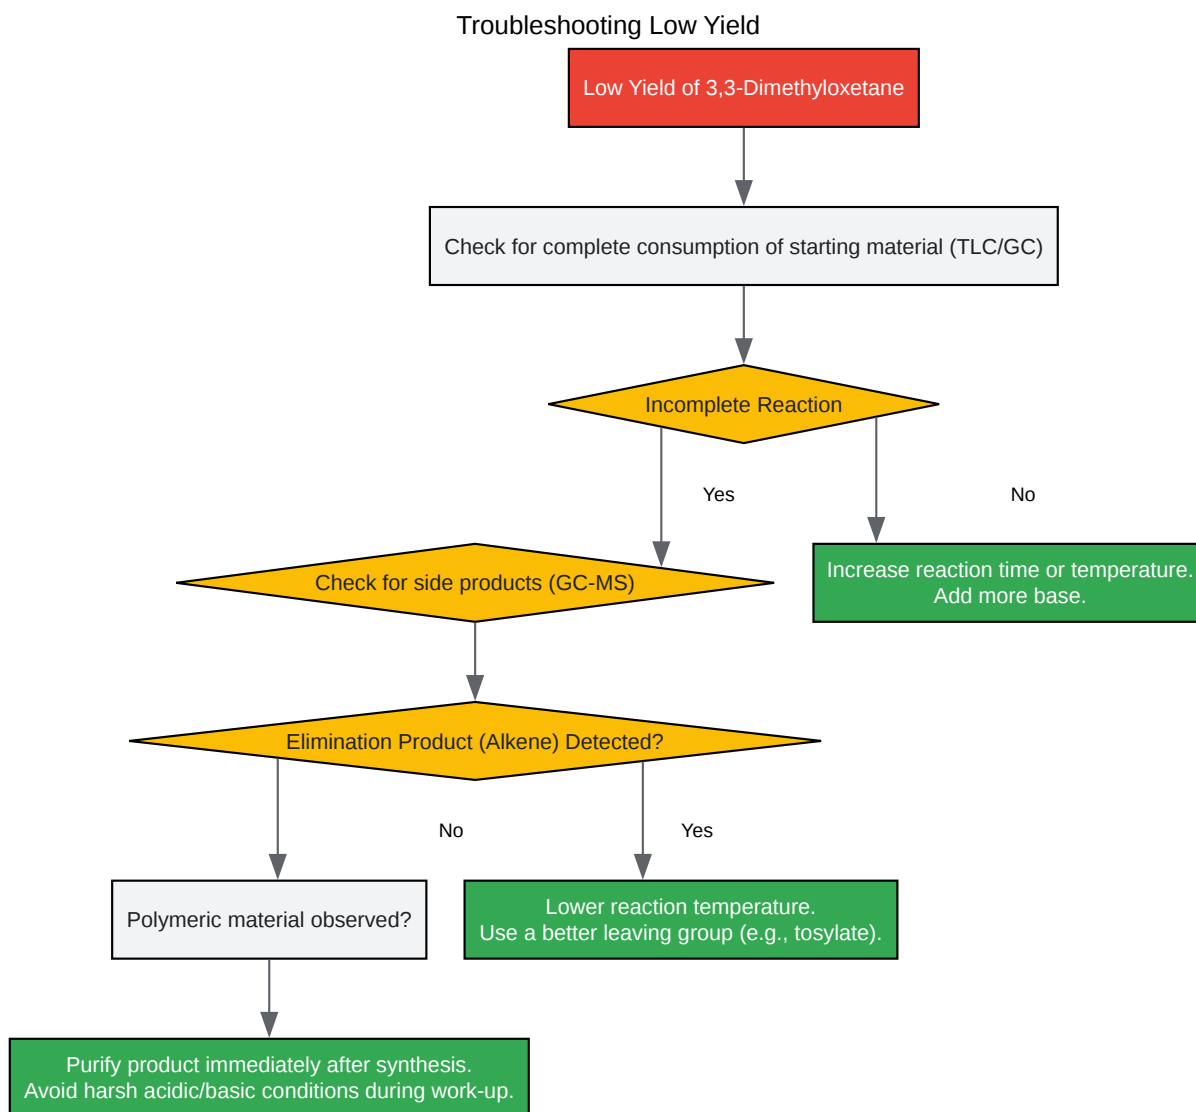 Troubleshooting Low Yield
Low Yield of 3,3-Dimethyloxetane
Check for complete consumption of starting material (TLC/GC)
Incomplete Reaction
Yes
No
Check for side products (GC-MS)
Increase reaction time or temperature.
Add more base.
Elimination Product (Alkene) Detected?
No
Yes
Polymeric material observed?
Lower reaction temperature.
Use a better leaving group (e.g., tosylate).
Purify product immediately after synthesis.
Avoid harsh acidic/basic conditions during work-up.